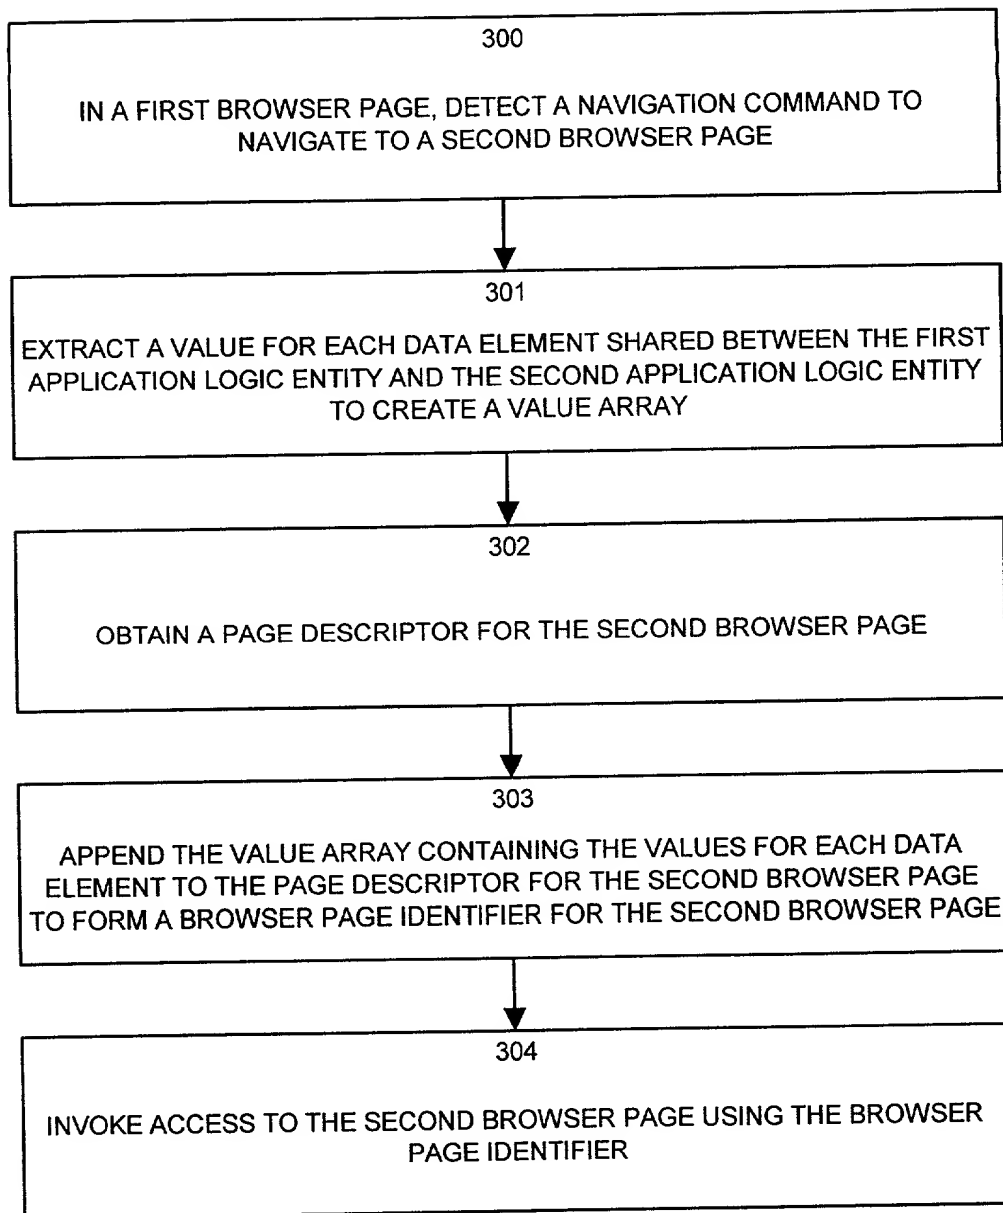 300
IN A FIRST BROWSER PAGE, DETECT A NAVIGATION COMMAND TO
NAVIGATE TO A SECOND BROWSER PAGE
301
EXTRACT A VALUE FOR EACH DATA ELEMENT SHARED BETWEEN THE FIRST
APPLICATION LOGIC ENTITY AND THE SECOND APPLICATION LOGIC ENTITY
TO CREATE A VALUE ARRAY
302
OBTAIN A PAGE DESCRIPTOR FOR THE SECOND BROWSER PAGE
303
APPEND THE VALUE ARRAY CONTAINING THE VALUES FOR EACH DATA
ELEMENT TO THE PAGE DESCRIPTOR FOR THE SECOND BROWSER PAGE
TO FORM A BROWSER PAGE IDENTIFIER FOR THE SECOND BROWSER PAGE
304
INVOKE ACCESS TO THE SECOND BROWSER PAGE USING THE BROWSER
PAGE IDENTIFIER